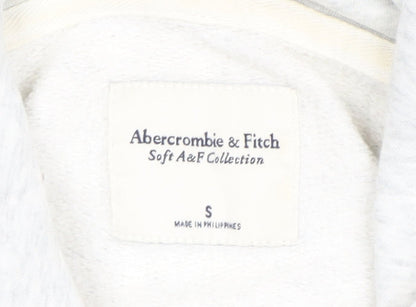 Abercrombie & Fitch
Soft A&F Collection
S
MADE IN PHILIPPINES